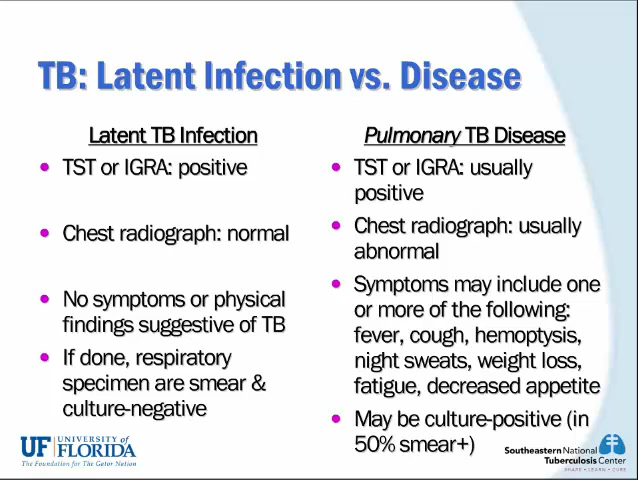 TB: Latent Infection vs. Disease
Latent TB Infection
• TST or IGRA: positive
• Chest radiograph: normal
• No symptoms or physical
findings suggestive of TB
• If done, respiratory
specimen are smear &
culture-negative
Pulmonary TB Disease
• TST or IGRA: usually
positive
• Chest radiograph: usually
abnormal
• Symptoms may include one
or more of the following:
fever, cough, hemoptysis,
night sweats, weight loss,
fatigue, decreased appetite
• May be culture-positive (in
50% smear+)
UF UNIVERSITY of
FLORIDA
The Foundation for The Gator Nation
Southeastern National
Tuberculosis Center
SHARE • LEARN • CURE